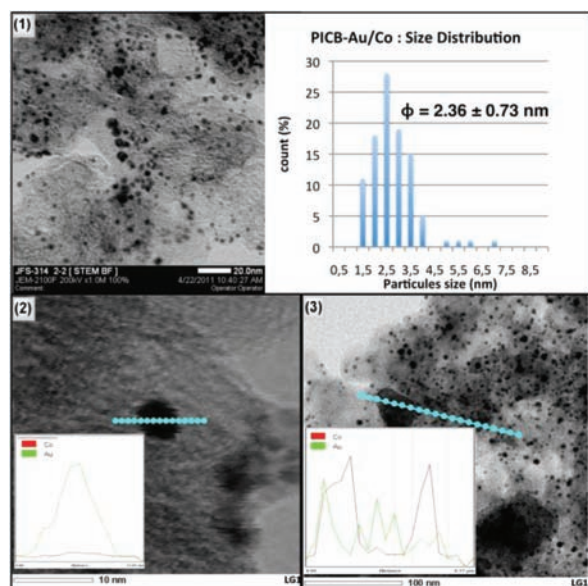 (1)
JFS-314 2-2 [ STEM BF ]
JEM-2100F 200kV x1.0M 100%
Comment:
20.0nm
4/22/2011 10:40:27 AM
Operator Operator
PICB-Au/Co : Size Distribution
ϕ = 2.36 ± 0.73 nm
count (%)
30
25
20
15
10
5
0
0,5 1,5 2,5 3,5 4,5 5,5 6,5 7,5 8,5
Particules size (nm)
(2)
Co
Au
10 nm
LG1
(3)
Co
Au
100 nm